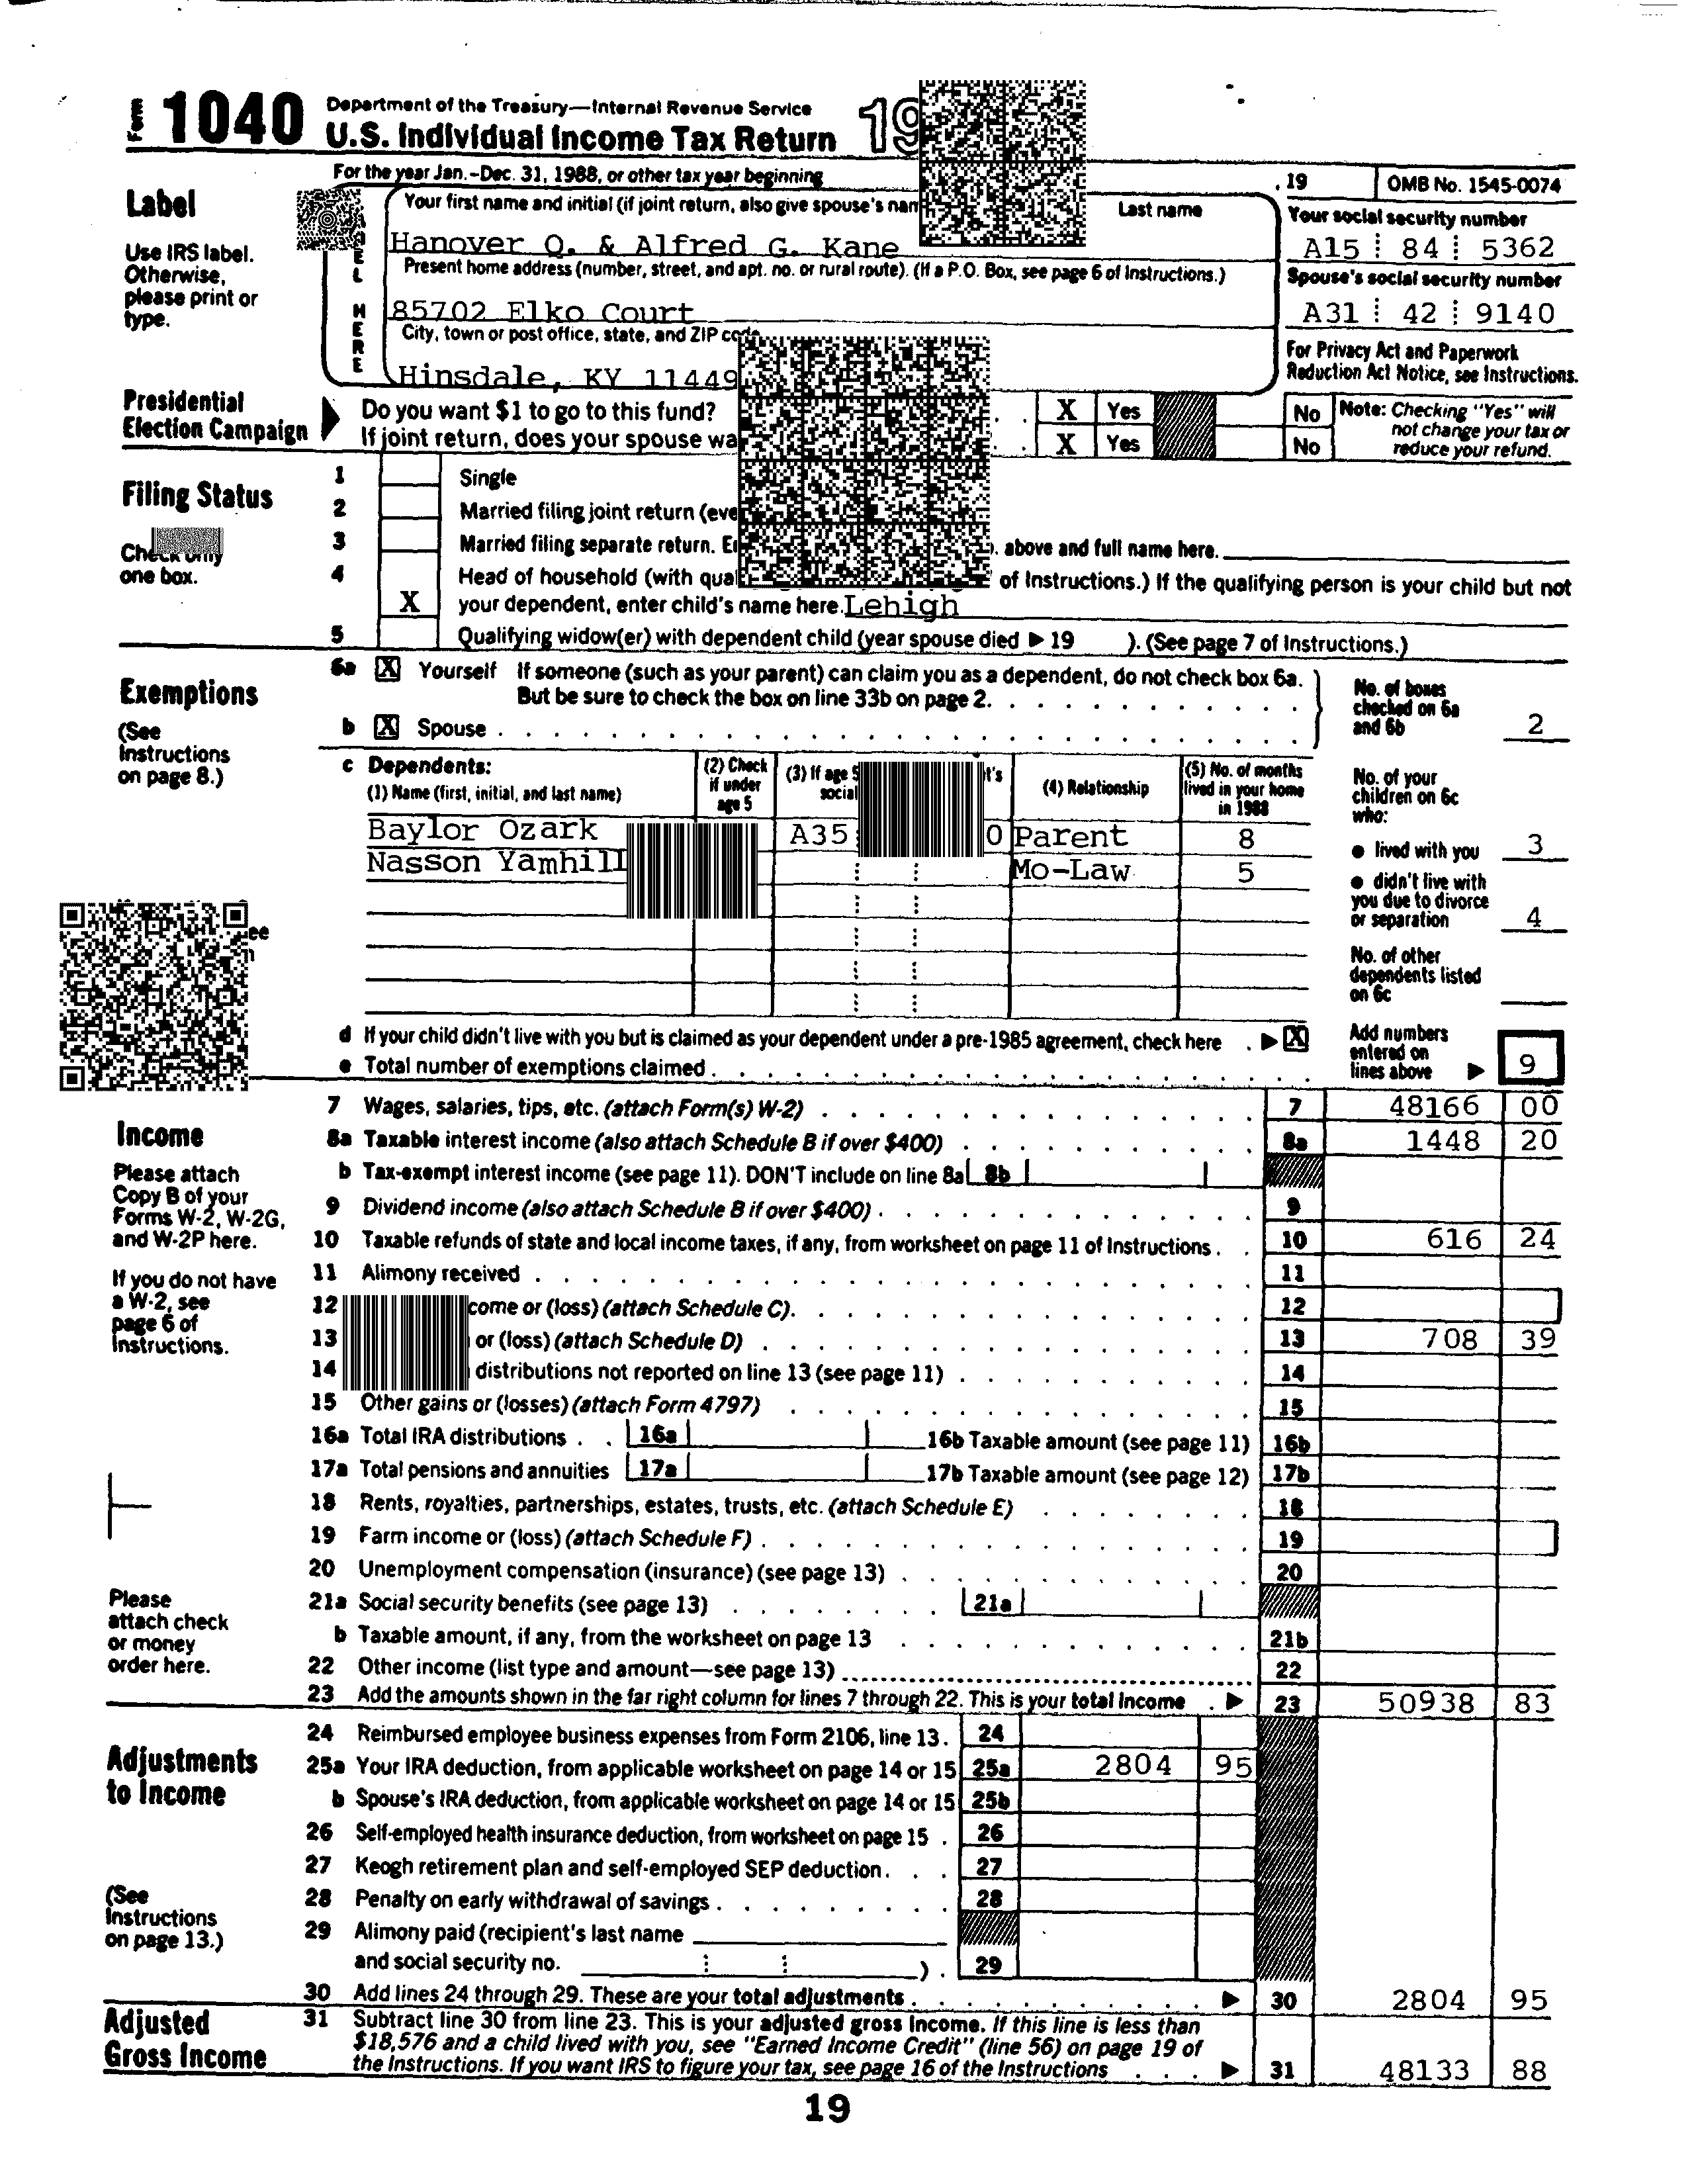 Form 1040 Department of the Treasury—Internal Revenue Service
U.S. Individual Income Tax Return 19
For the year Jan.-Dec. 31, 1988, or other tax year beginning , 19 OMB No. 1545-0074
Label
Use IRS label. Otherwise, please print or type.
HERE
Your first name and initial (if joint return, also give spouse's Last name
Hanover Q. & Alfred G. Kane
Your social security number
A15 84 5362
Present home address (number, street, and apt. no. or rural route). (If a P.O. Box, see page 6 of Instructions.)
85702 Elko Court
Spouse's social security number
A31 42 9140
City, town or post office, state, and ZIP
Hinsdale, KY 11449
For Privacy Act and Paperwork Reduction Act Notice, see Instructions.
Presidential Election Campaign
Do you want $1 to go to this fund? X Yes No
If joint return, does your spouse X Yes No
Note: Checking "Yes" will not change your tax or reduce your refund.
Filing Status
Check only one box.
1 Single
2 Married filing joint return
3 Married filing separate return. above and full name here.
4 Head of household (with of Instructions.) If the qualifying person is your child but not
X your dependent, enter child's name here. Lehigh
5 Qualifying widow(er) with dependent child (year spouse died ▶ 19 ). (See page 7 of Instructions.)
Exemptions
(See Instructions on page 8.)
6a X Yourself If someone (such as your parent) can claim you as a dependent, do not check box 6a.
But be sure to check the box on line 33b on page 2.
b X Spouse
No. of boxes checked on 6a and 6b 2
c Dependents:
(1) Name (first, initial, and last name)
(2) Check if under age 5
(3) If age social
(4) Relationship
(5) No. of months lived in your home in 1988
Baylor Ozark A35 0 Parent 8
Nasson Yamhill Mo-Law 5
No. of your children on 6c who:
● lived with you 3
● didn't live with you due to divorce or separation 4
No. of other dependents listed on 6c
d If your child didn't live with you but is claimed as your dependent under a pre-1985 agreement, check here ▶ X
e Total number of exemptions claimed
Add numbers entered on lines above ▶ 9
Income
Please attach Copy B of your Forms W-2, W-2G, and W-2P here.
If you do not have a W-2, see page 6 of Instructions.
Please attach check or money order here.
7 Wages, salaries, tips, etc. (attach Form(s) W-2) 7 48166 00
8a Taxable interest income (also attach Schedule B if over $400) 8a 1448 20
b Tax-exempt interest income (see page 11). DON'T include on line 8a 8b
9 Dividend income (also attach Schedule B if over $400) 9
10 Taxable refunds of state and local income taxes, if any, from worksheet on page 11 of Instructions 10 616 24
11 Alimony received 11
12 or (loss) (attach Schedule C) 12
13 or (loss) (attach Schedule D) 13 708 39
14 distributions not reported on line 13 (see page 11) 14
15 Other gains or (losses) (attach Form 4797) 15
16a Total IRA distributions 16a 16b Taxable amount (see page 11) 16b
17a Total pensions and annuities 17a 17b Taxable amount (see page 12) 17b
18 Rents, royalties, partnerships, estates, trusts, etc. (attach Schedule E) 18
19 Farm income or (loss) (attach Schedule F) 19
20 Unemployment compensation (insurance) (see page 13) 20
21a Social security benefits (see page 13) 21a
b Taxable amount, if any, from the worksheet on page 13 21b
22 Other income (list type and amount—see page 13) 22
23 Add the amounts shown in the far right column for lines 7 through 22. This is your total income ▶ 23 50938 83
Adjustments to Income
(See Instructions on page 13.)
24 Reimbursed employee business expenses from Form 2106, line 13. 24
25a Your IRA deduction, from applicable worksheet on page 14 or 15 25a 2804 95
b Spouse's IRA deduction, from applicable worksheet on page 14 or 15 25b
26 Self-employed health insurance deduction, from worksheet on page 15 26
27 Keogh retirement plan and self-employed SEP deduction 27
28 Penalty on early withdrawal of savings 28
29 Alimony paid (recipient's last name
and social security no. ) 29
30 Add lines 24 through 29. These are your total adjustments ▶ 30 2804 95
Adjusted Gross Income
31 Subtract line 30 from line 23. This is your adjusted gross income. If this line is less than
$18,576 and a child lived with you, see "Earned Income Credit" (line 56) on page 19 of
the Instructions. If you want IRS to figure your tax, see page 16 of the Instructions ▶ 31 48133 88
19